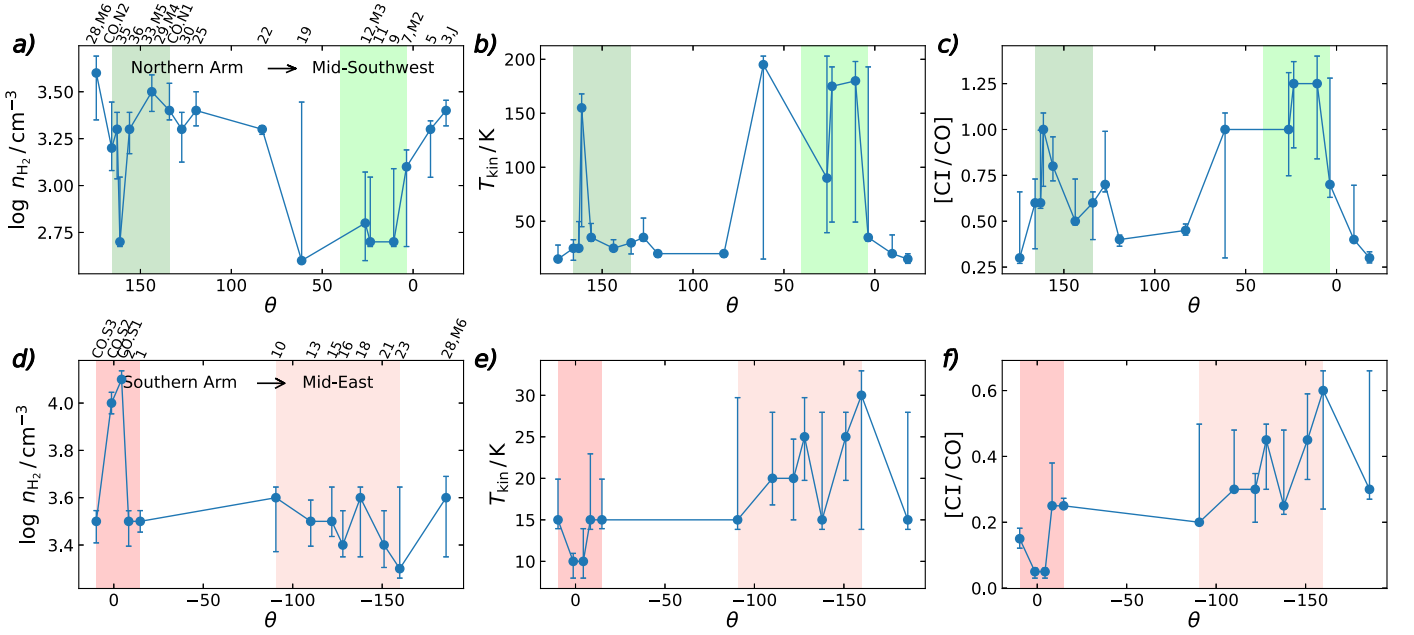 28,M6 CO.N2 35 36 33,M5 29,M4 CO.N1 30 25 22 19 12,M3 11 9 7,M2 5 3,J
a)
Northern Arm → Mid-Southwest
log n_H2 / cm^−3
3.50
3.25
3.00
2.75
150 100 50 0
θ
b)
T_kin / K
200
150
100
50
0
150 100 50 0
θ
c)
[CI / CO]
1.25
1.00
0.75
0.50
0.25
150 100 50 0
θ
CO.S3 CO.S2 CO.S1 2 1 10 13 15 16 18 21 23 28,M6
d)
Southern Arm → Mid-East
log n_H2 / cm^−3
4.0
3.8
3.6
3.4
0 −50 −100 −150
θ
e)
T_kin / K
30
25
20
15
10
0 −50 −100 −150
θ
f)
[CI / CO]
0.6
0.4
0.2
0.0
0 −50 −100 −150
θ